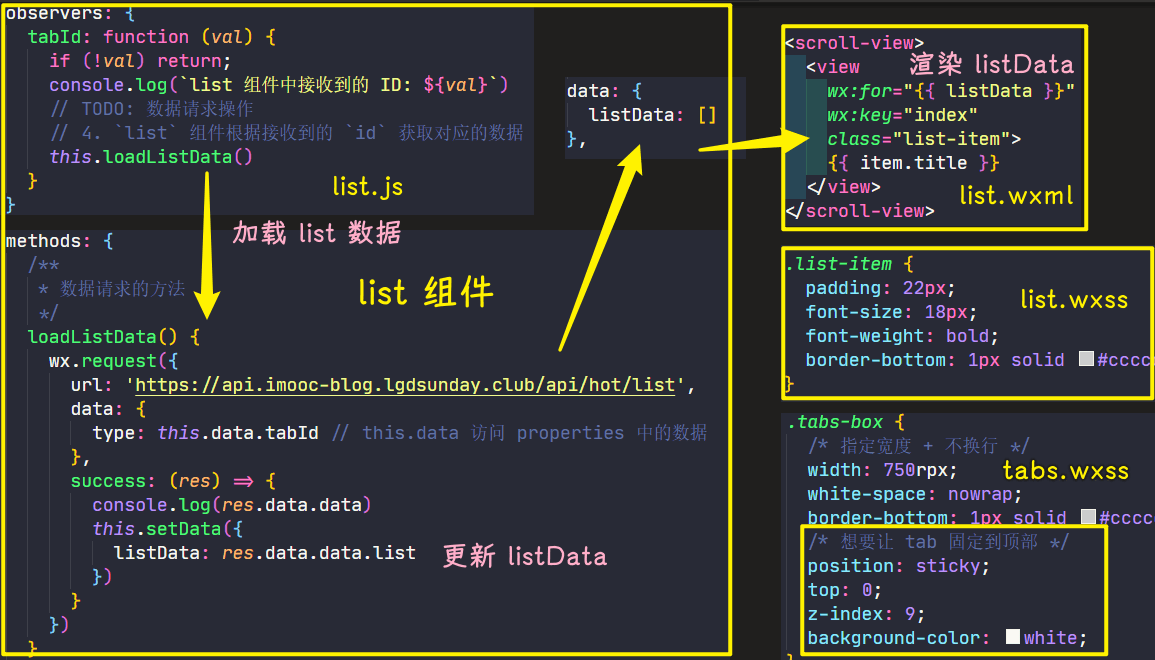 observers: {
tabId: function (val) {
if (!val) return;
console.log(`list 组件中接收到的 ID: ${val}`)
// TODO: 数据请求操作
// 4. `list` 组件根据接收到的 `id` 获取对应的数据
this.loadListData()
}
}
list.js
加载 list 数据
methods: {
/**
* 数据请求的方法
*/
list 组件
loadListData() {
wx.request({
url: 'https://api.imooc-blog.lgdsunday.club/api/hot/list',
data: {
type: this.data.tabId // this.data 访问 properties 中的数据
},
success: (res) => {
console.log(res.data.data)
this.setData({
listData: res.data.data.list
更新 listData
})
}
})
}
data: {
listData: []
},
<scroll-view>
<view
渲染 listData
wx:for="{{ listData }}"
wx:key="index"
class="list-item">
{{ item.title }}
</view>
list.wxml
</scroll-view>
.list-item {
padding: 22px;
list.wxss
font-size: 18px;
font-weight: bold;
border-bottom: 1px solid #cccc
}
.tabs-box {
/* 指定宽度 + 不换行 */
width: 750rpx;
tabs.wxss
white-space: nowrap;
border-bottom: 1px solid #cccc
/* 想要让 tab 固定到顶部 */
position: sticky;
top: 0;
z-index: 9;
background-color: white;
}